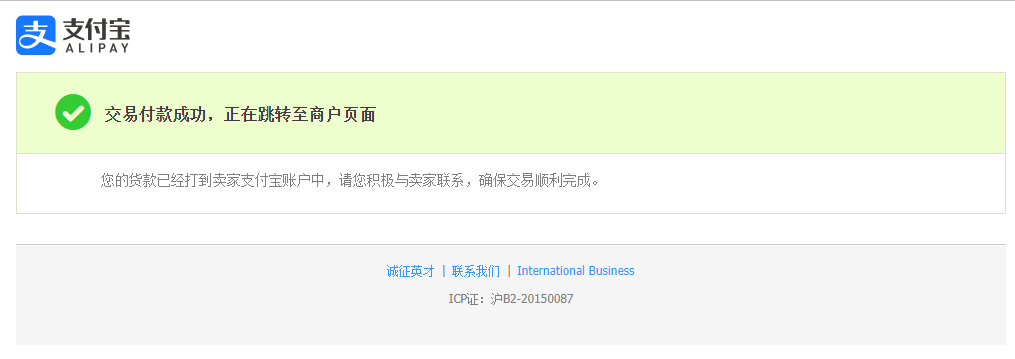 支付宝
ALIPAY
交易付款成功，正在跳转至商户页面
您的货款已经打到卖家支付宝账户中，请您积极与卖家联系，确保交易顺利完成。
诚征英才 | 联系我们 | International Business
ICP证：沪B2-20150087